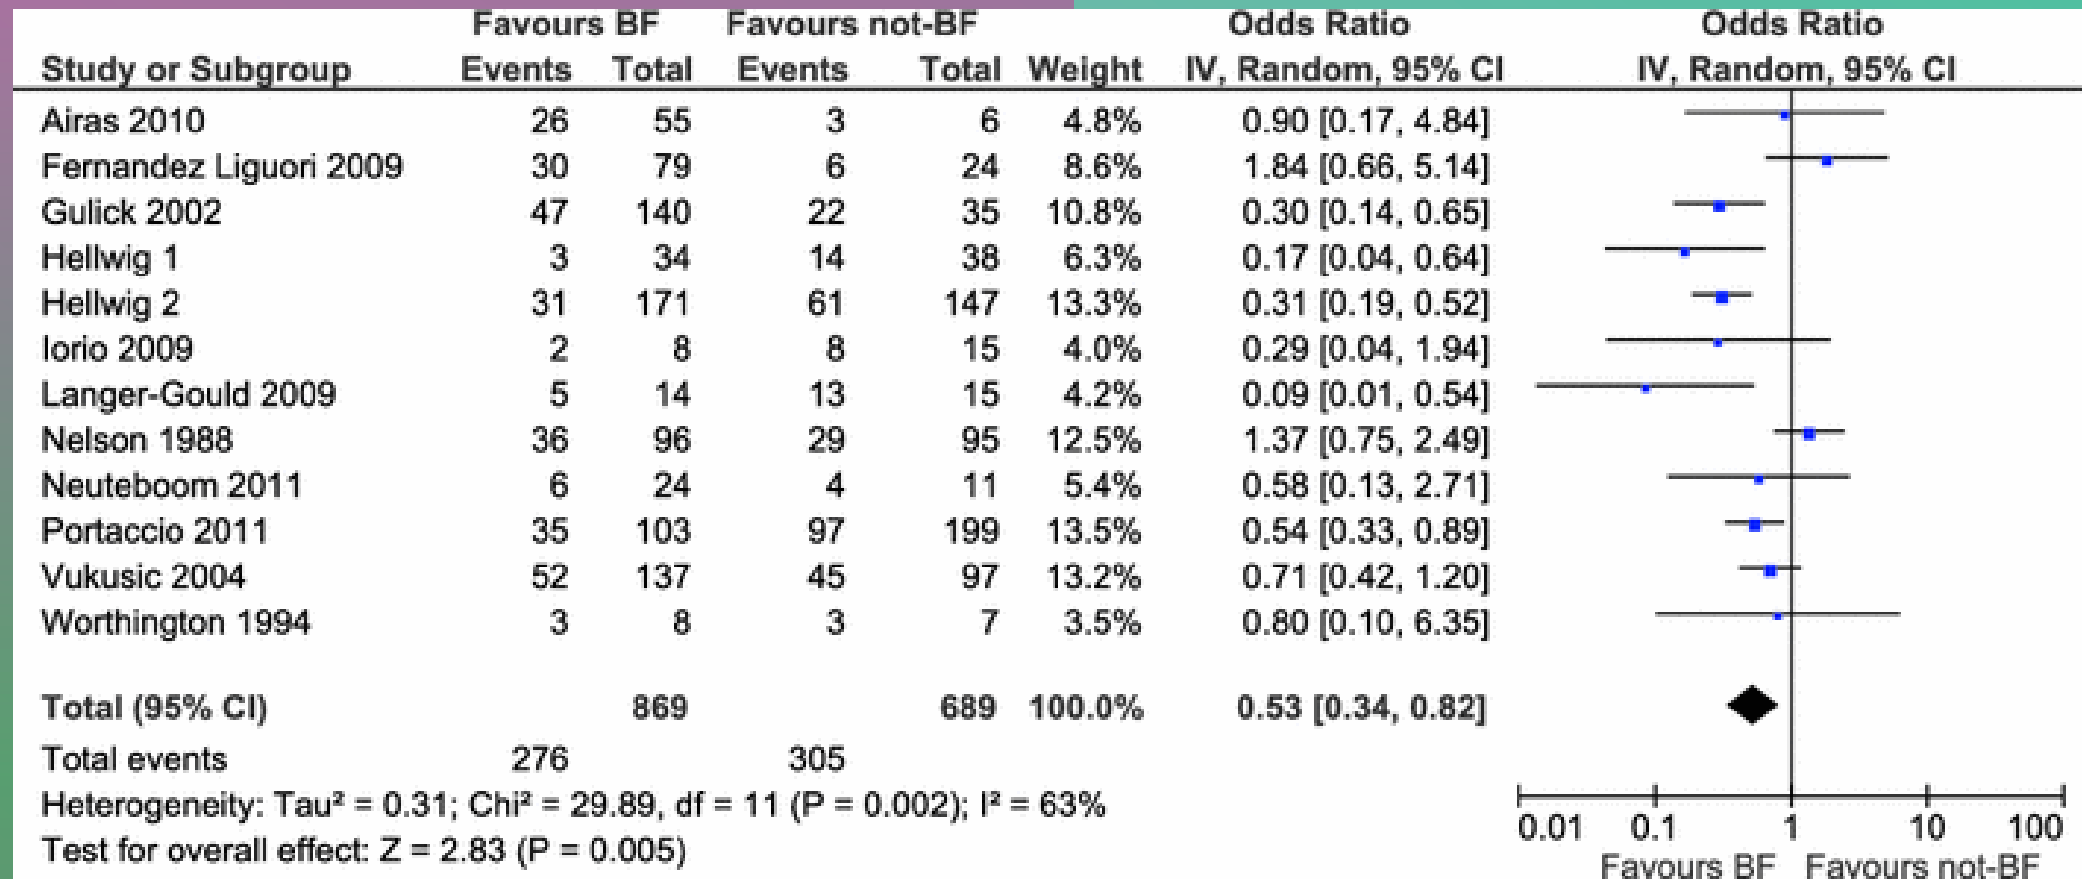 Favours BF Favours not-BF Odds Ratio Odds Ratio
Study or Subgroup Events Total Events Total Weight IV, Random, 95% CI IV, Random, 95% CI
Airas 2010 26 55 3 6 4.8% 0.90 [0.17, 4.84]
Fernandez Liguori 2009 30 79 6 24 8.6% 1.84 [0.66, 5.14]
Gulick 2002 47 140 22 35 10.8% 0.30 [0.14, 0.65]
Hellwig 1 3 34 14 38 6.3% 0.17 [0.04, 0.64]
Hellwig 2 31 171 61 147 13.3% 0.31 [0.19, 0.52]
Iorio 2009 2 8 8 15 4.0% 0.29 [0.04, 1.94]
Langer-Gould 2009 5 14 13 15 4.2% 0.09 [0.01, 0.54]
Nelson 1988 36 96 29 95 12.5% 1.37 [0.75, 2.49]
Neuteboom 2011 6 24 4 11 5.4% 0.58 [0.13, 2.71]
Portaccio 2011 35 103 97 199 13.5% 0.54 [0.33, 0.89]
Vukusic 2004 52 137 45 97 13.2% 0.71 [0.42, 1.20]
Worthington 1994 3 8 3 7 3.5% 0.80 [0.10, 6.35]
Total (95% CI) 869 689 100.0% 0.53 [0.34, 0.82]
Total events 276 305
Heterogeneity: Tau² = 0.31; Chi² = 29.89, df = 11 (P = 0.002); I² = 63%
Test for overall effect: Z = 2.83 (P = 0.005)
0.01 0.1 1 10 100
Favours BF Favours not-BF